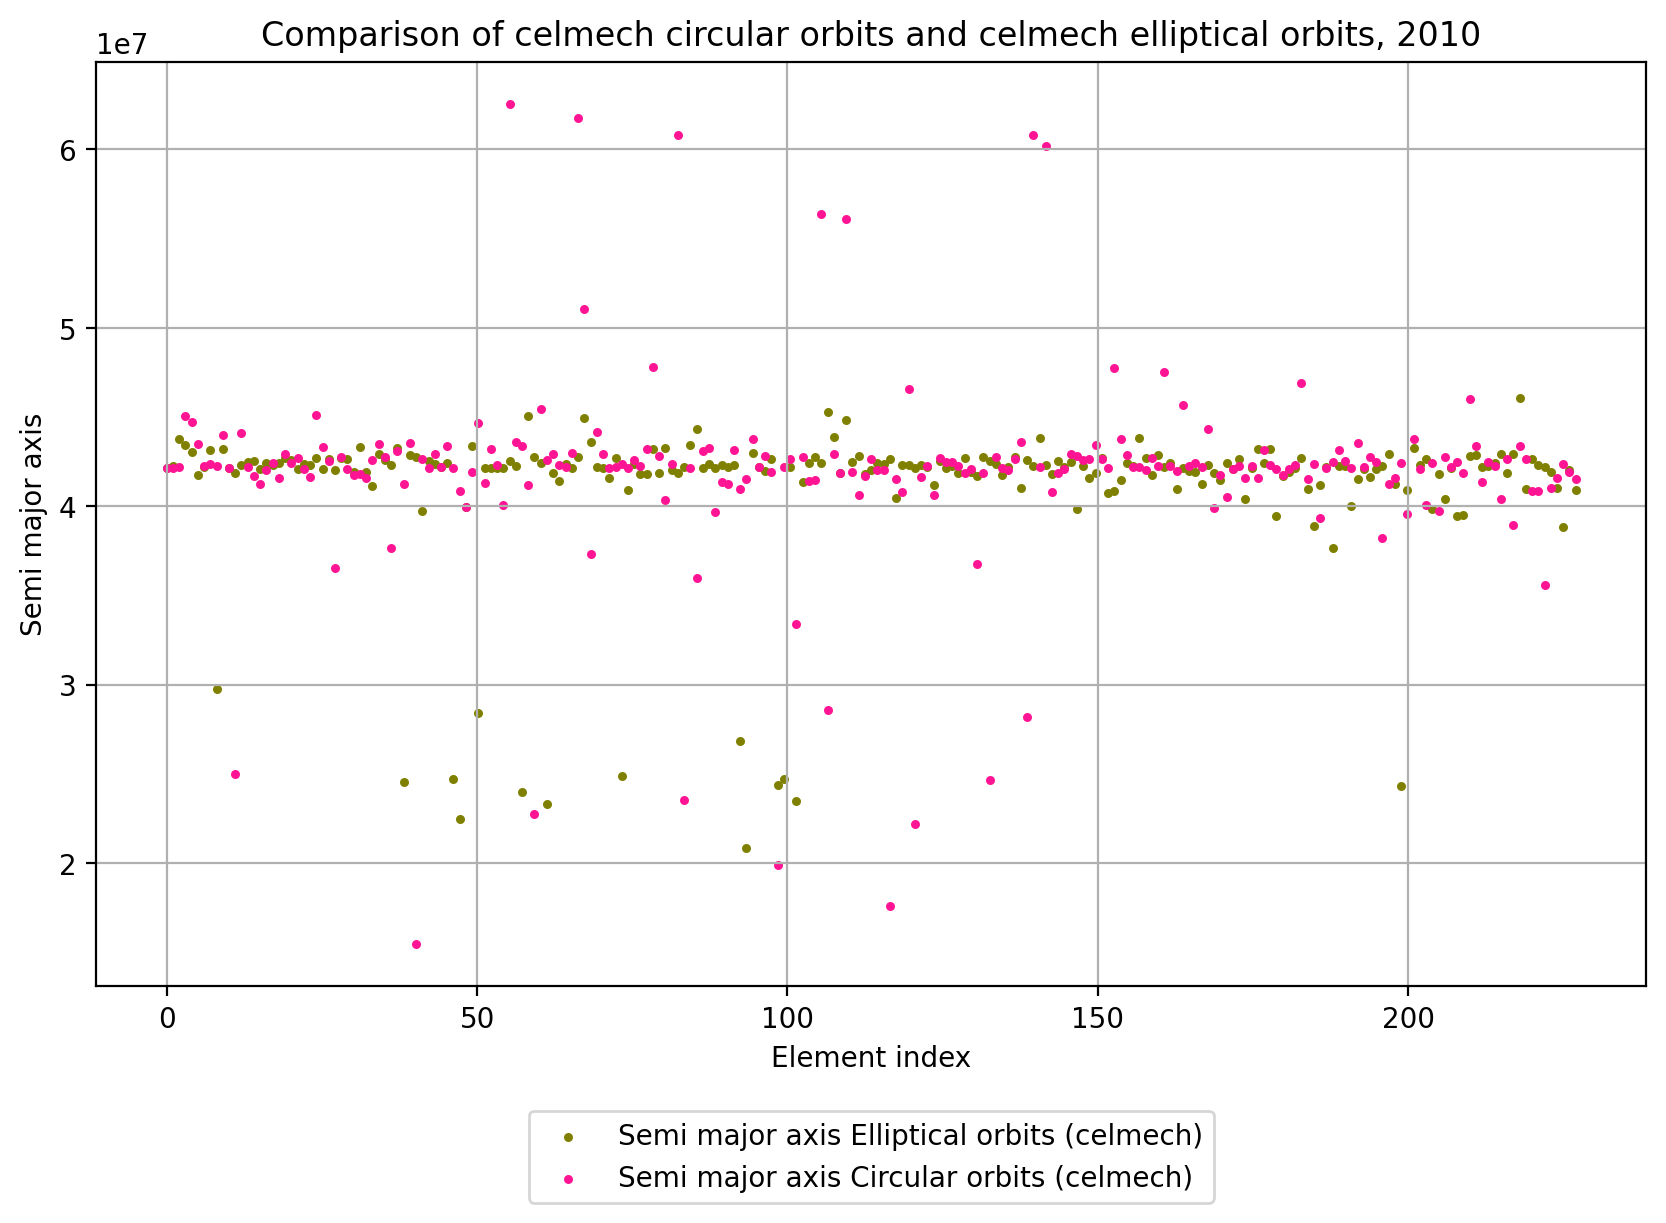 Comparison of celmech circular orbits and celmech elliptical orbits, 2010
1e7
6
5
4
3
2
Semi major axis
0 50 100 150 200
Element index
Semi major axis Elliptical orbits (celmech)
Semi major axis Circular orbits (celmech)